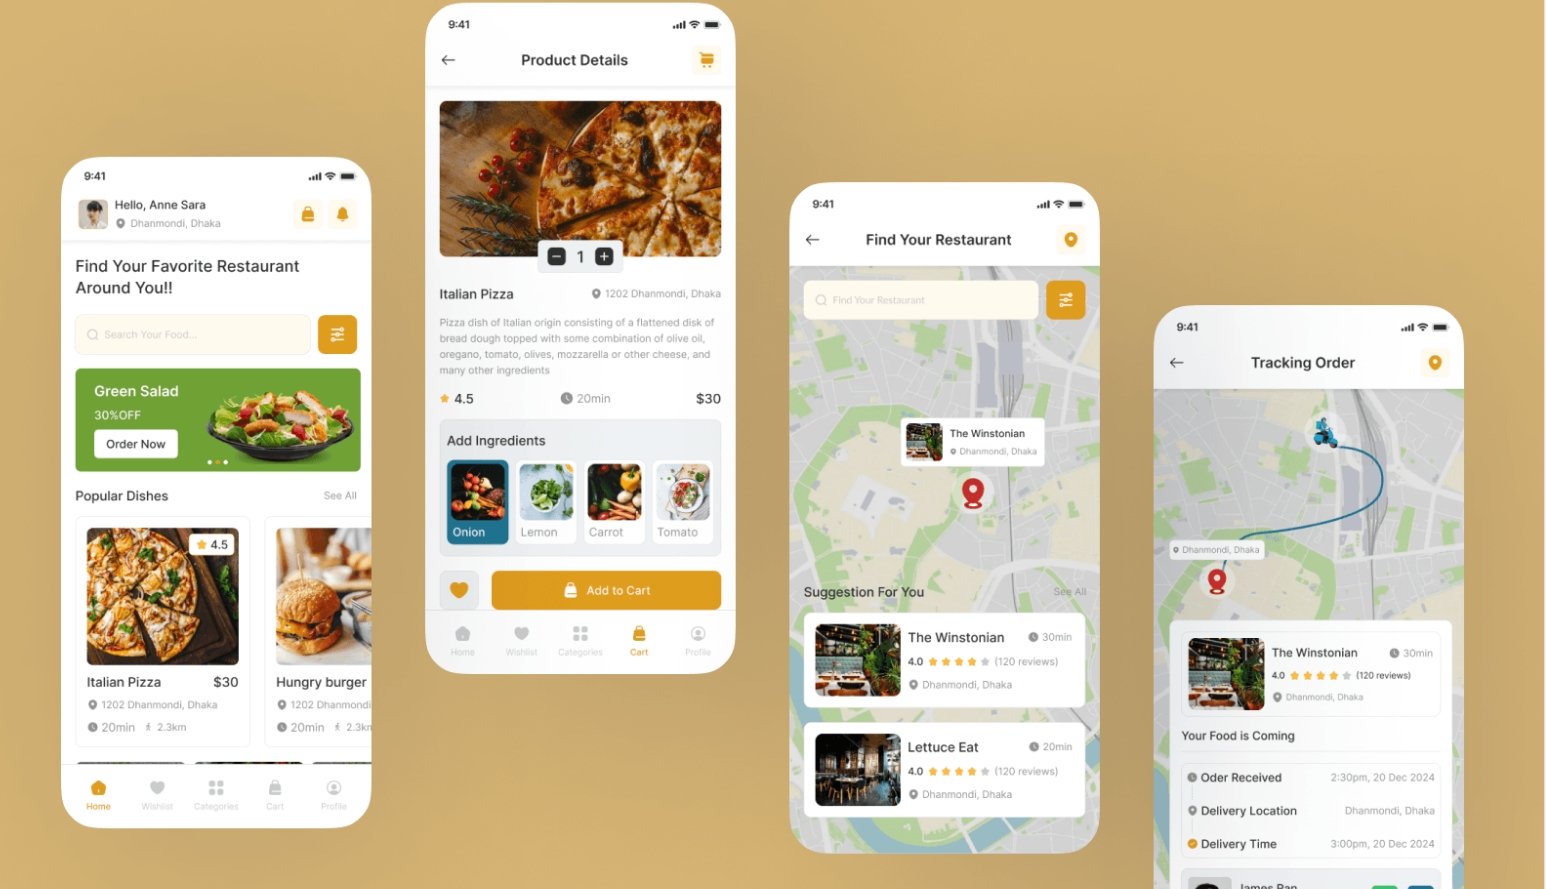 9:41
Hello, Anne Sara
Dhanmondi, Dhaka
Find Your Favorite Restaurant
Around You!!
Search Your Food...
Green Salad
30%OFF
Order Now
Popular Dishes
See All
4.5
Italian Pizza
$30
1202 Dhanmondi, Dhaka
20min
2.3km
Hungry burger
1202 Dhanmondi
20min
2.3k
Home
Wishlist
Categories
Cart
Profile
9:41
Product Details
1
Italian Pizza
1202 Dhanmondi, Dhaka
Pizza dish of Italian origin consisting of a flattened disk of
bread dough topped with some combination of olive oil,
oregano, tomato, olives, mozzarella or other cheese, and
many other ingredients
4.5
20min
$30
Add Ingredients
Onion
Lemon
Carrot
Tomato
Add to Cart
Home
Wishlist
Categories
Cart
Profile
9:41
Find Your Restaurant
Find Your Restaurant
The Winstonian
Dhanmondi, Dhaka
Suggestion For You
See All
The Winstonian
30min
4.0
(120 reviews)
Dhanmondi, Dhaka
Lettuce Eat
20min
4.0
(120 reviews)
Dhanmondi, Dhaka
9:41
Tracking Order
Dhanmondi, Dhaka
The Winstonian
30min
4.0
(120 reviews)
Dhanmondi, Dhaka
Your Food is Coming
Oder Received
2:30pm, 20 Dec 2024
Delivery Location
Dhanmondi, Dhaka
Delivery Time
3:00pm, 20 Dec 2024